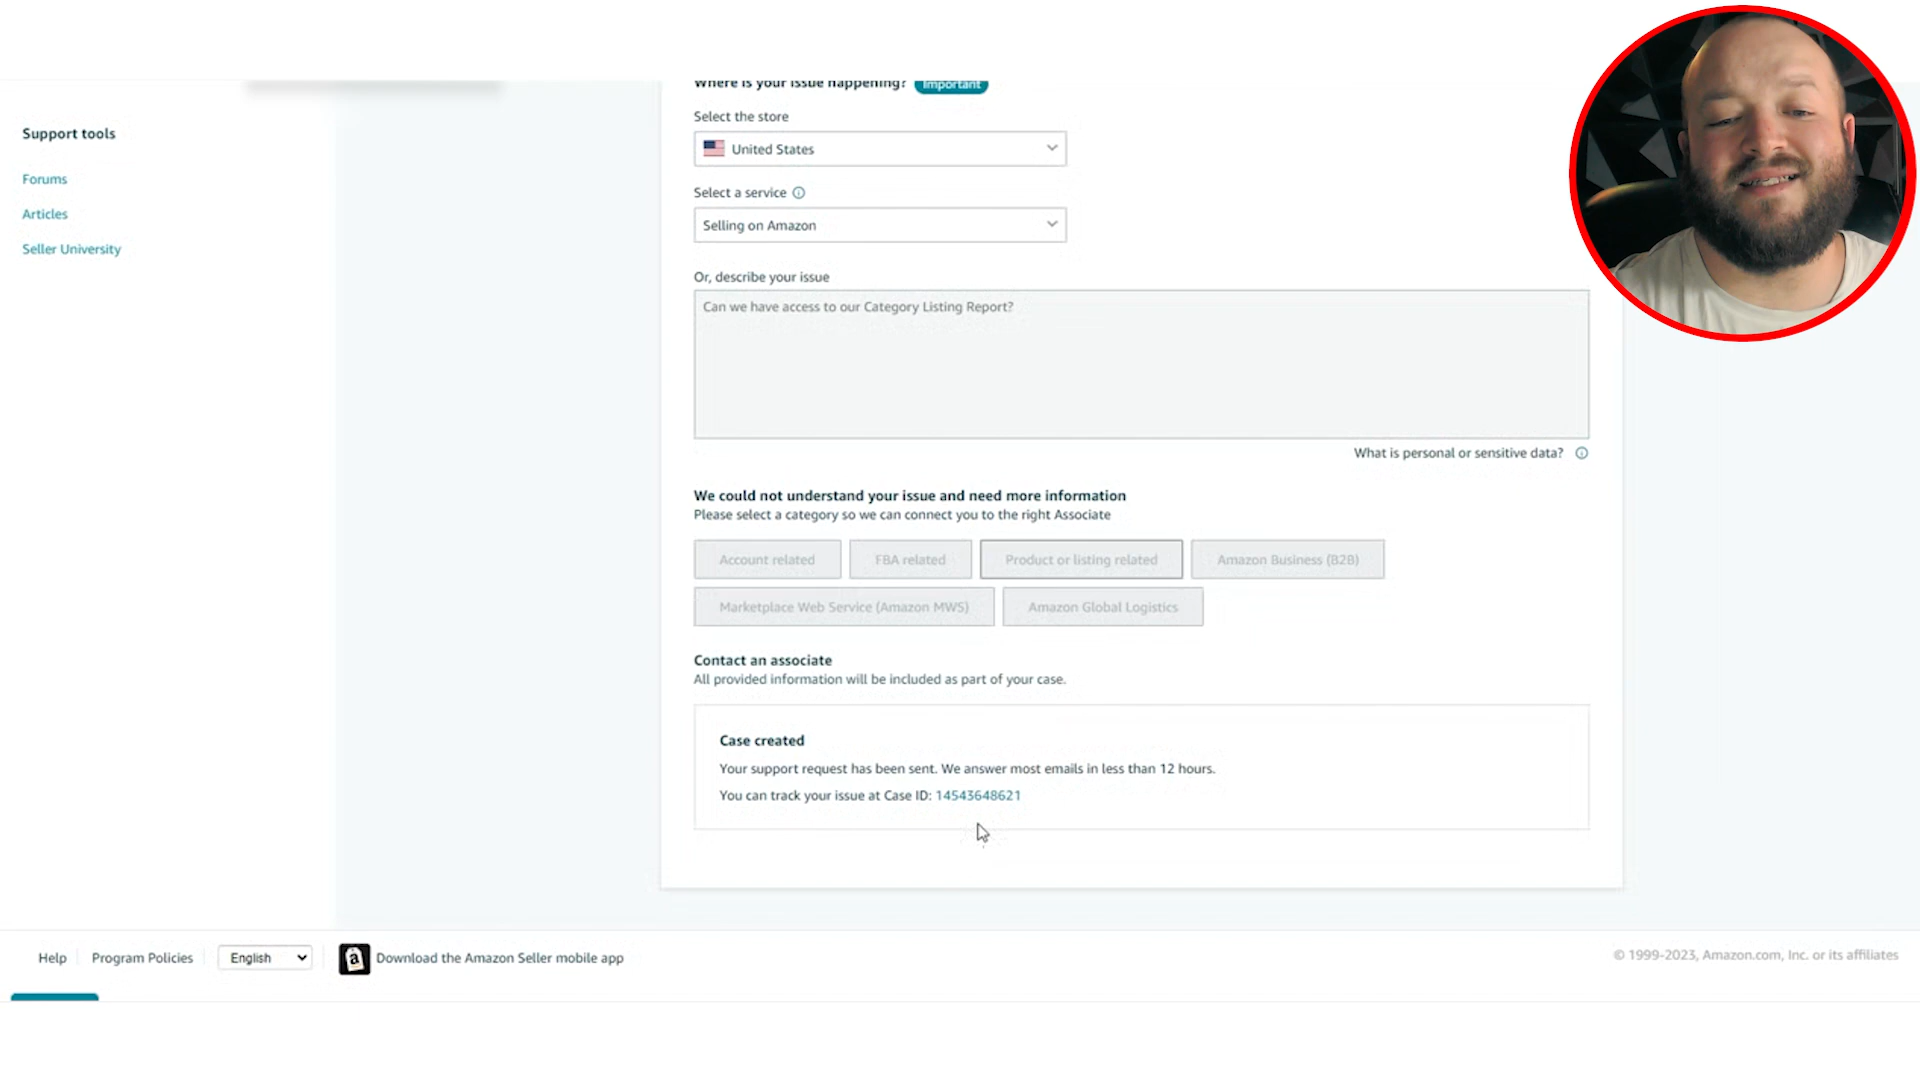 Where is your issue happening? Important
Support tools
Forums
Articles
Seller University
Select the store
United States
Select a service
Selling on Amazon
Or, describe your issue
Can we have access to our Category Listing Report?
What is personal or sensitive data?
We could not understand your issue and need more information
Please select a category so we can connect you to the right Associate
Account related
FBA related
Product or listing related
Amazon Business (B2B)
Marketplace Web Service (Amazon MWS)
Amazon Global Logistics
Contact an associate
All provided information will be included as part of your case.
Case created
Your support request has been sent. We answer most emails in less than 12 hours.
You can track your issue at Case ID: 14543648621
Help
Program Policies
English
a
Download the Amazon Seller mobile app
© 1999-2023, Amazon.com, Inc. or its affiliates